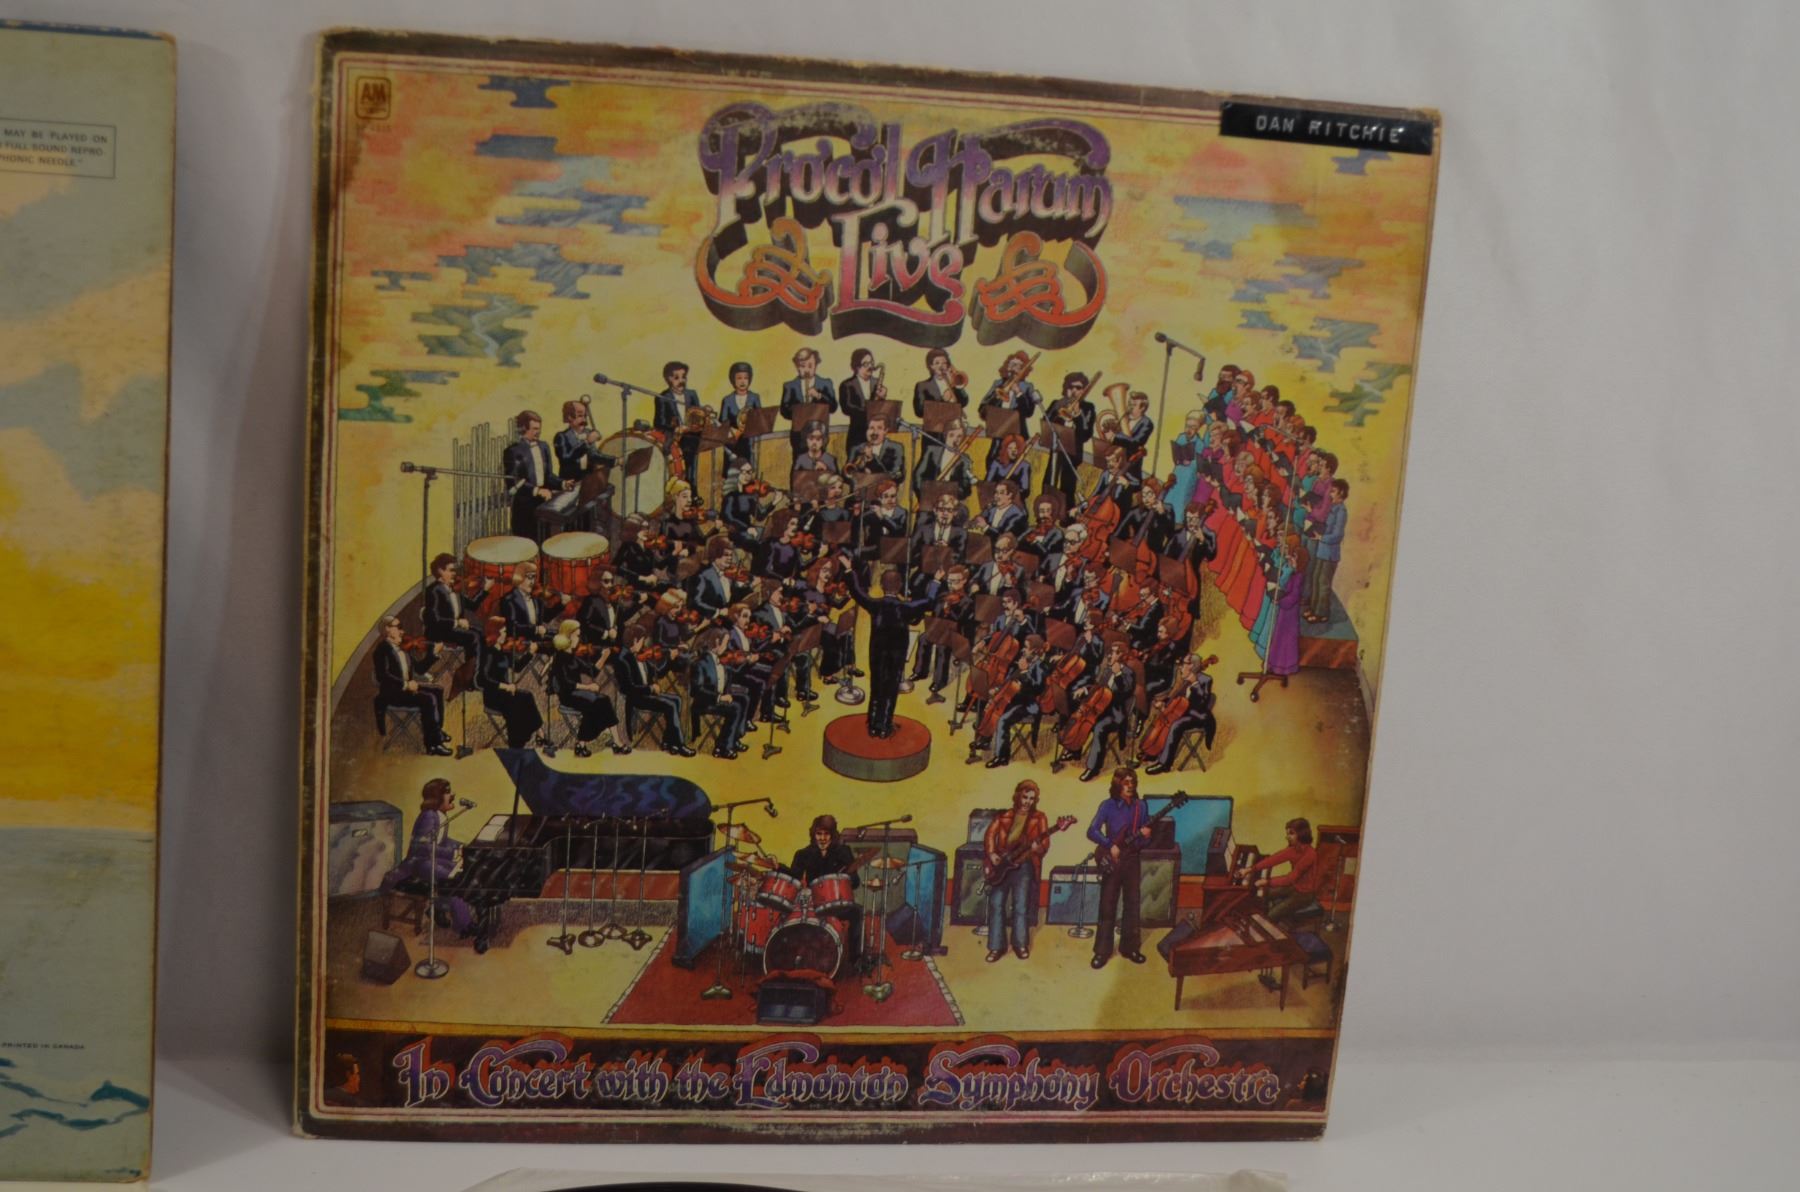 MAY BE PLAYED ON
FULL SOUND REPRO-
PHONIC NEEDLE."
PRINTED IN CANADA
A&M
DAN RITCHIE
Procol Harum
Live
In Concert with the Edmonton Symphony Orchestra